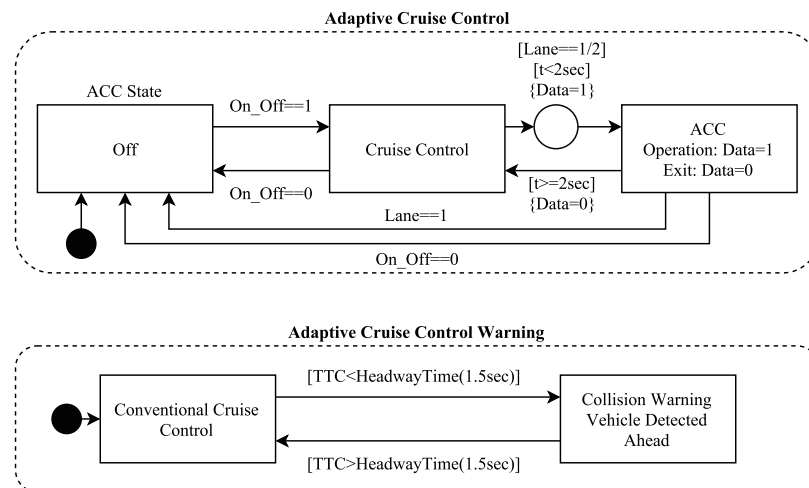 Adaptive Cruise Control
[Lane==1/2]
[t<2sec]
{Data=1}
ACC State
On_Off==1
Off
Cruise Control
ACC
Operation: Data=1
Exit: Data=0
On_Off==0
[t>=2sec]
{Data=0}
Lane==1
On_Off==0
Adaptive Cruise Control Warning
[TTC<HeadwayTime(1.5sec)]
Conventional Cruise
Control
Collision Warning
Vehicle Detected
Ahead
[TTC>HeadwayTime(1.5sec)]